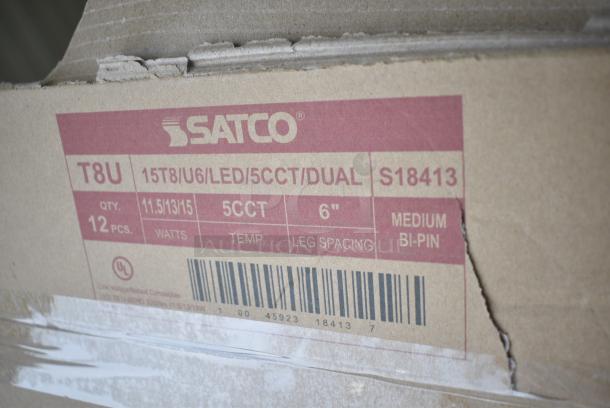 SATCO®
T8U 15T8/U6/LED/5CCT/DUAL S18413
QTY. 11.5/13/15 5CCT 6" MEDIUM
12 PCS. WATTS TEMP. LEG SPACING BI-PIN
UL
1 00 45923 18413 7